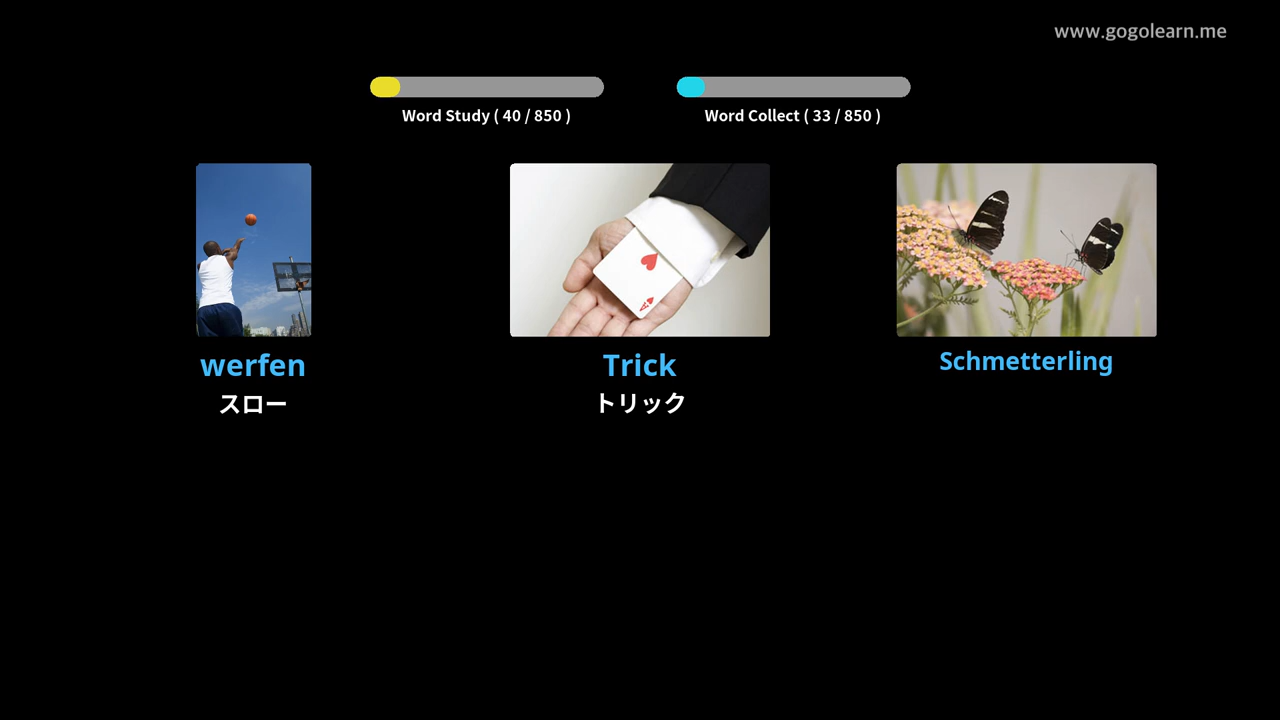 www.gogolearn.me
Word Study ( 40 / 850 )
Word Collect ( 33 / 850 )
werfen
スロー
Trick
トリック
Schmetterling